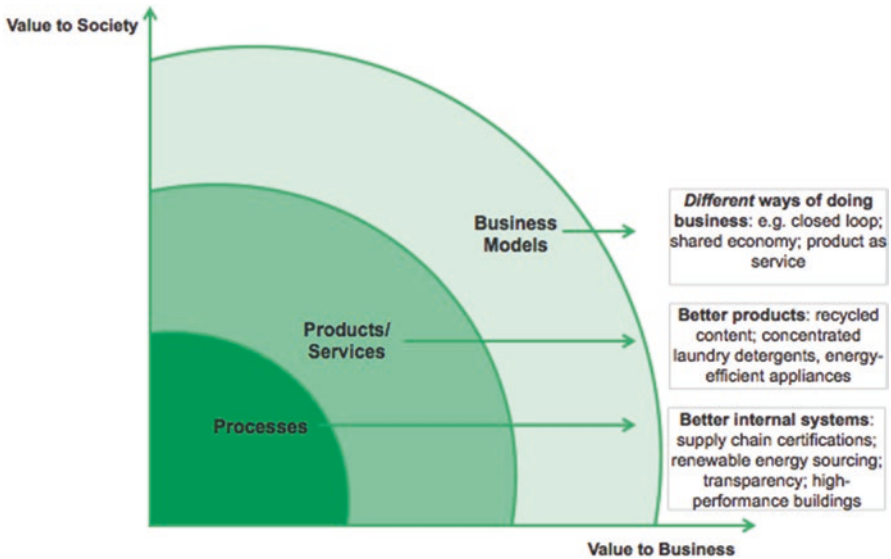 Value to Society
Business
Models
Different ways of doing
business: e.g. closed loop;
shared economy; product as
service
Products/
Services
Better products: recycled
content; concentrated
laundry detergents, energy-
efficient appliances
Processes
Better internal systems:
supply chain certifications;
renewable energy sourcing;
transparency; high-
performance buildings
Value to Business